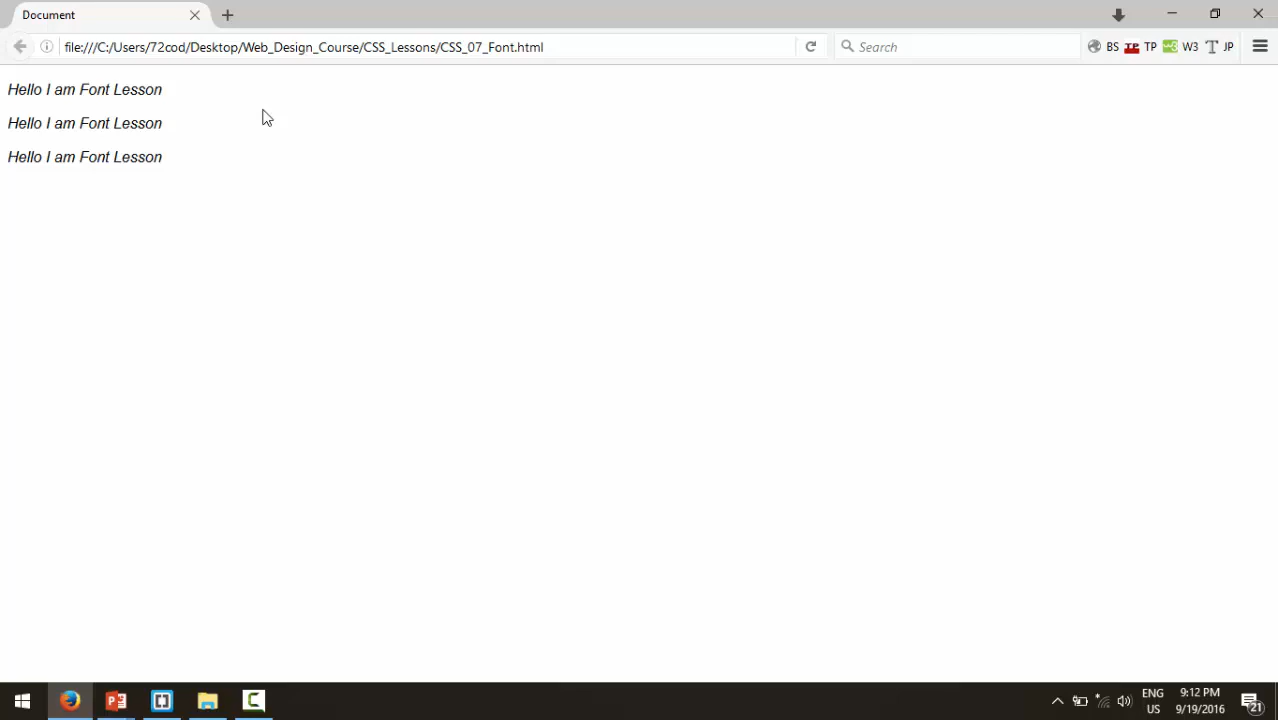 Document
file:///C:/Users/72cod/Desktop/Web_Design_Course/CSS_Lessons/CSS_07_Font.html
Search
BS
TP
TP
W3
JP
Hello I am Font Lesson
Hello I am Font Lesson
Hello I am Font Lesson
ENG
US
9:12 PM
9/19/2016
21